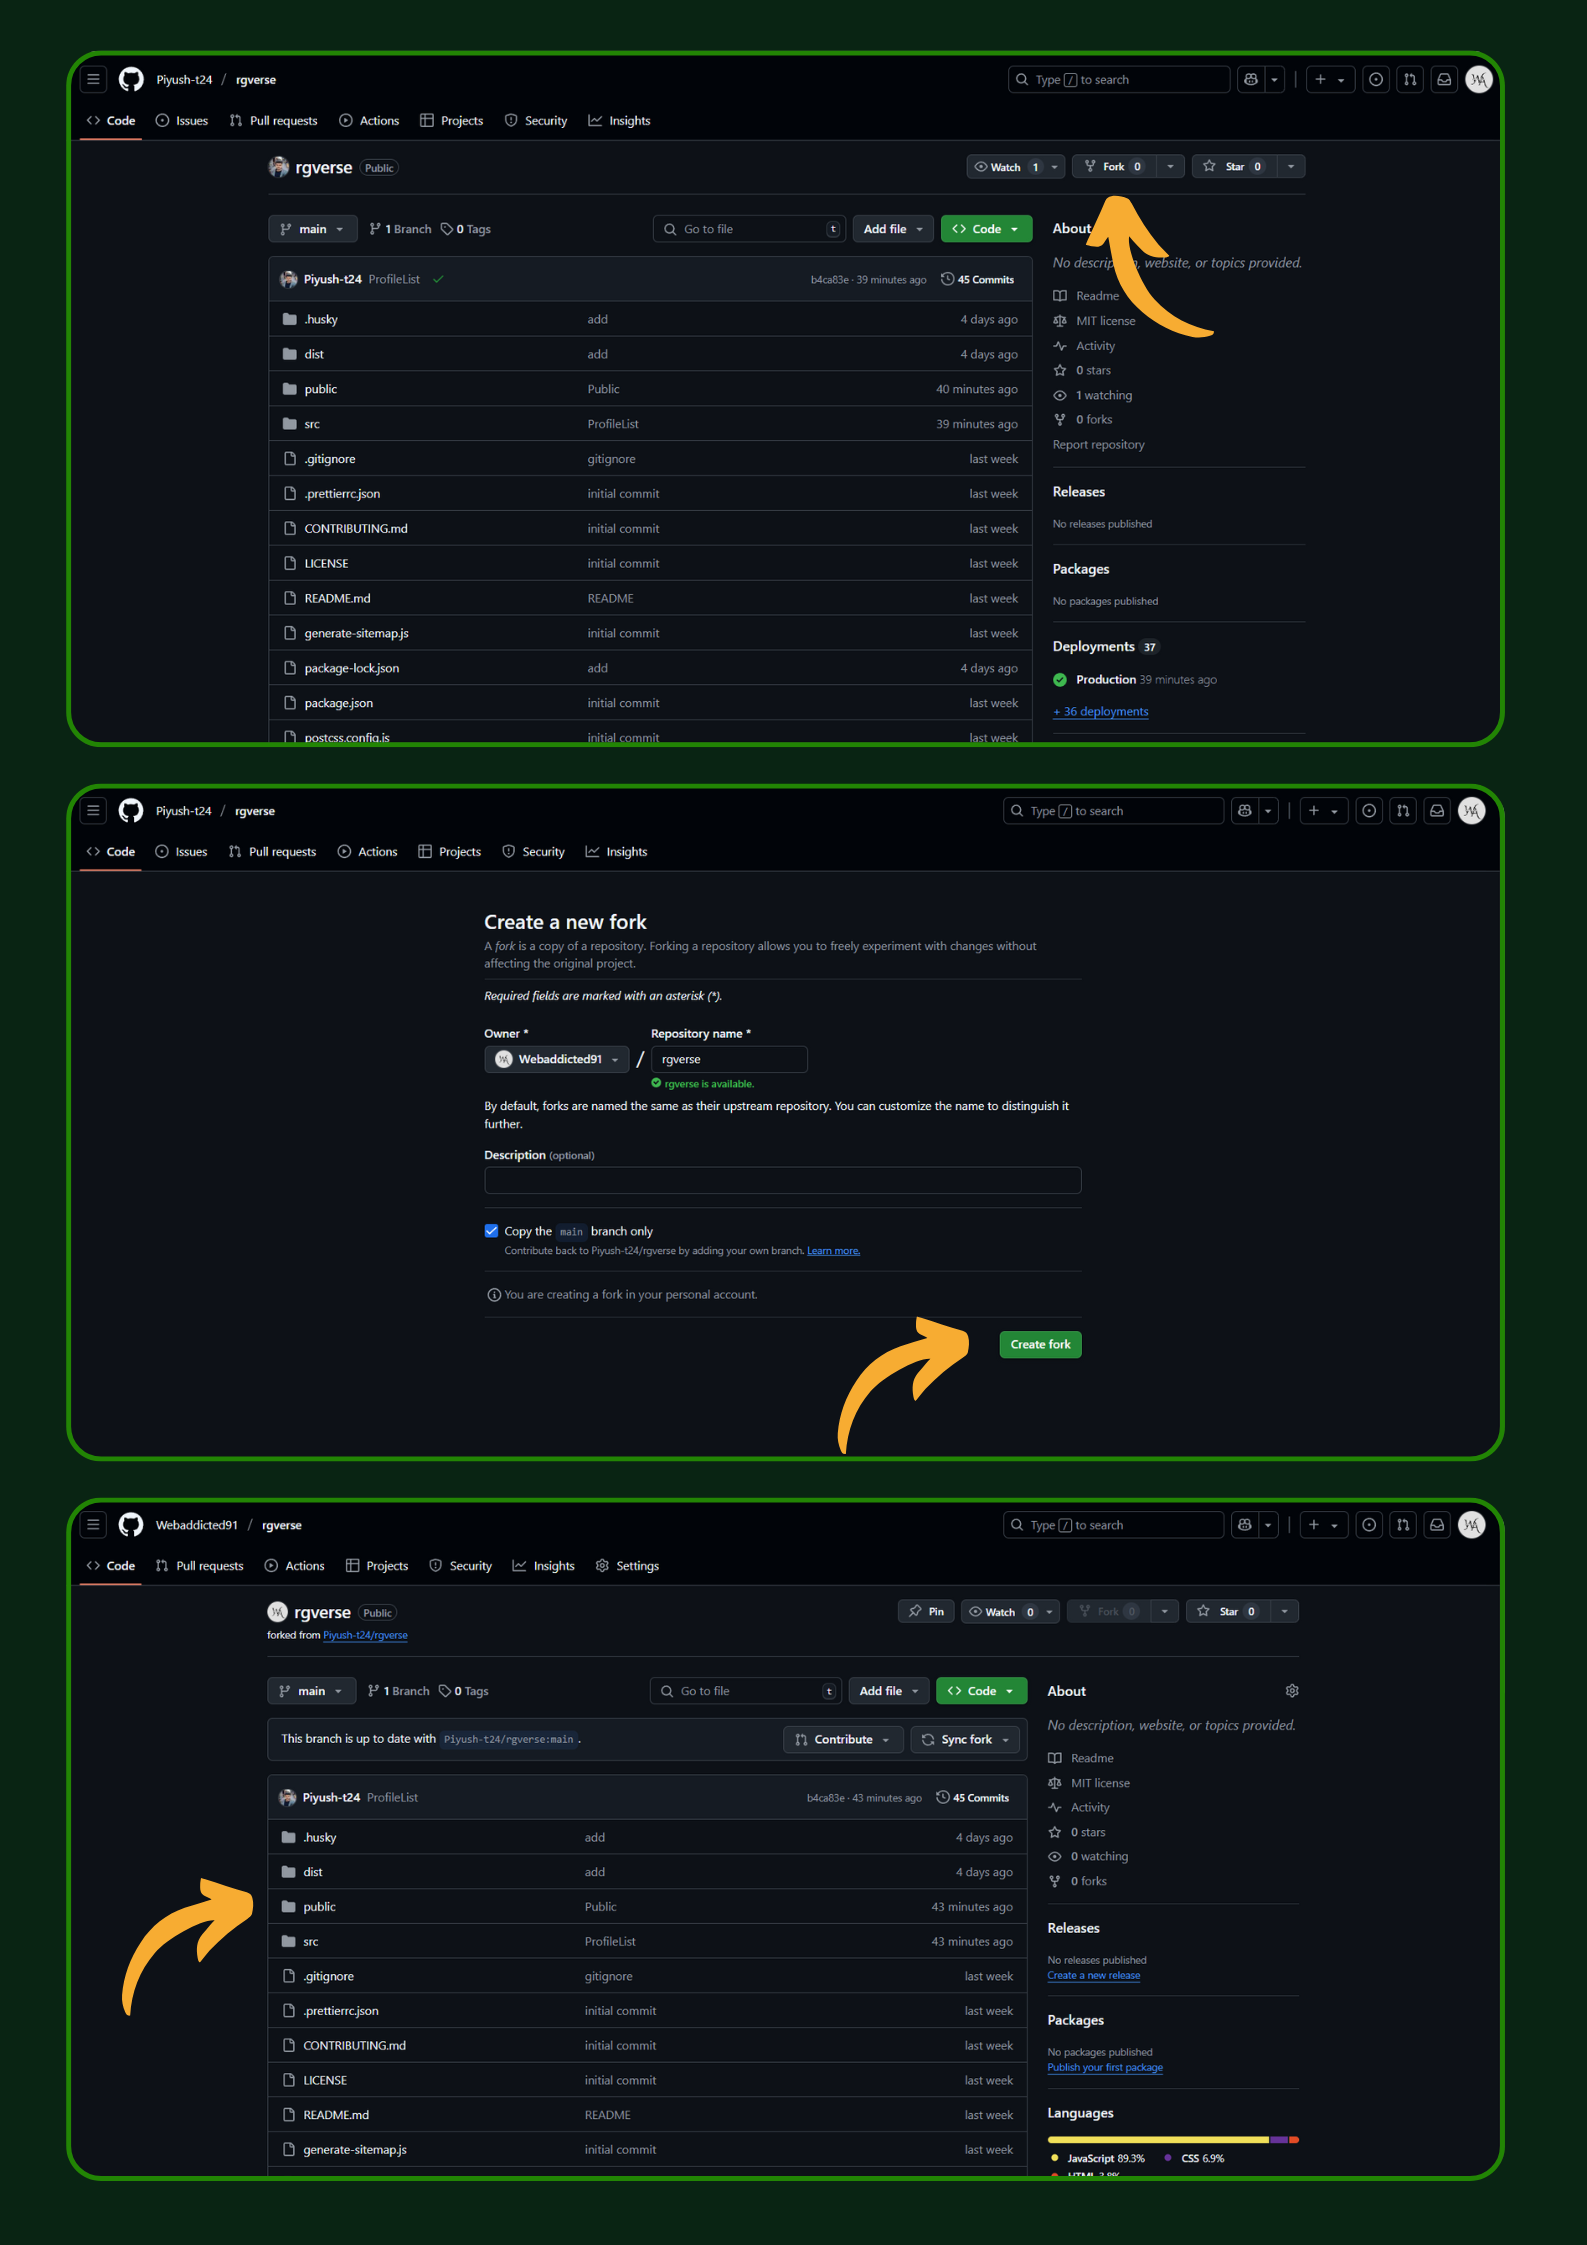 Piyush-t24 / rgverse
Type / to search
Code Issues Pull requests Actions Projects Security Insights
rgverse Public
Watch 1 Fork 0 Star 0
main 1 Branch 0 Tags
Go to file t Add file Code
About
No descrip , website, or topics provided.
Readme
MIT license
Activity
0 stars
1 watching
0 forks
Report repository
Piyush-t24 ProfileList b4ca83e · 39 minutes ago 45 Commits
.husky add 4 days ago
dist add 4 days ago
public Public 40 minutes ago
src ProfileList 39 minutes ago
.gitignore gitignore last week
.prettierrc.json initial commit last week
CONTRIBUTING.md initial commit last week
LICENSE initial commit last week
README.md README last week
generate-sitemap.js initial commit last week
package-lock.json add 4 days ago
package.json initial commit last week
postcss.config.js initial commit last week
Releases
No releases published
Packages
No packages published
Deployments 37
Production 39 minutes ago
+ 36 deployments
Piyush-t24 / rgverse
Type / to search
Code Issues Pull requests Actions Projects Security Insights
Create a new fork
A fork is a copy of a repository. Forking a repository allows you to freely experiment with changes without
affecting the original project.
Required fields are marked with an asterisk (*).
Owner * Repository name *
WA Webaddicted91 / rgverse
rgverse is available.
By default, forks are named the same as their upstream repository. You can customize the name to distinguish it
further.
Description (optional)
Copy the main branch only
Contribute back to Piyush-t24/rgverse by adding your own branch. Learn more.
You are creating a fork in your personal account.
Create fork
Webaddicted91 / rgverse
Type / to search
Code Pull requests Actions Projects Security Insights Settings
rgverse Public
forked from Piyush-t24/rgverse
Pin Watch 0 Fork 0 Star 0
main 1 Branch 0 Tags
Go to file t Add file Code
This branch is up to date with Piyush-t24/rgverse:main .
Contribute Sync fork
Piyush-t24 ProfileList b4ca83e · 43 minutes ago 45 Commits
.husky add 4 days ago
dist add 4 days ago
public Public 43 minutes ago
src ProfileList 43 minutes ago
.gitignore gitignore last week
.prettierrc.json initial commit last week
CONTRIBUTING.md initial commit last week
LICENSE initial commit last week
README.md README last week
generate-sitemap.js initial commit last week
About
No description, website, or topics provided.
Readme
MIT license
Activity
0 stars
0 watching
0 forks
Releases
No releases published
Create a new release
Packages
No packages published
Publish your first package
Languages
JavaScript 89.3% CSS 6.9%
HTML 3.8%